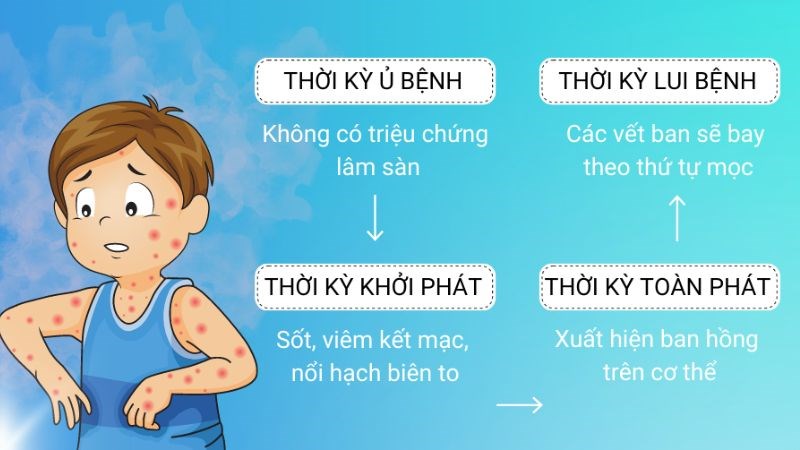 THỜI KỲ Ủ BỆNH
Không có triệu chứng
lâm sàn
THỜI KỲ KHỞI PHÁT
Sốt, viêm kết mạc,
nổi hạch biên to
THỜI KỲ TOÀN PHÁT
Xuất hiện ban hồng
trên cơ thể
THỜI KỲ LUI BỆNH
Các vết ban sẽ bay
theo thứ tự mọc